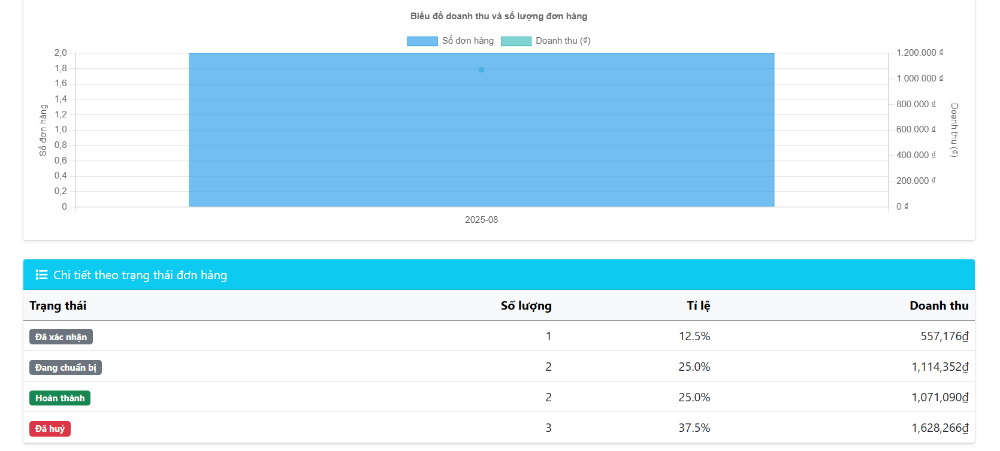 Biểu đồ doanh thu và số lượng đơn hàng
Số đơn hàng Doanh thu (₫)
2,0
1,8
1,6
1,4
1,2
1,0
0,8
0,6
0,4
0,2
0
Số đơn hàng
1.200.000 ₫
1.000.000 ₫
800.000 ₫
600.000 ₫
400.000 ₫
200.000 ₫
0 ₫
Doanh thu (₫)
2025-08
Chi tiết theo trạng thái đơn hàng
Trạng thái Số lượng Tỉ lệ Doanh thu
Đã xác nhận 1 12.5% 557,176₫
Đang chuẩn bị 2 25.0% 1,114,352₫
Hoàn thành 2 25.0% 1,071,090₫
Đã huỷ 3 37.5% 1,628,266₫